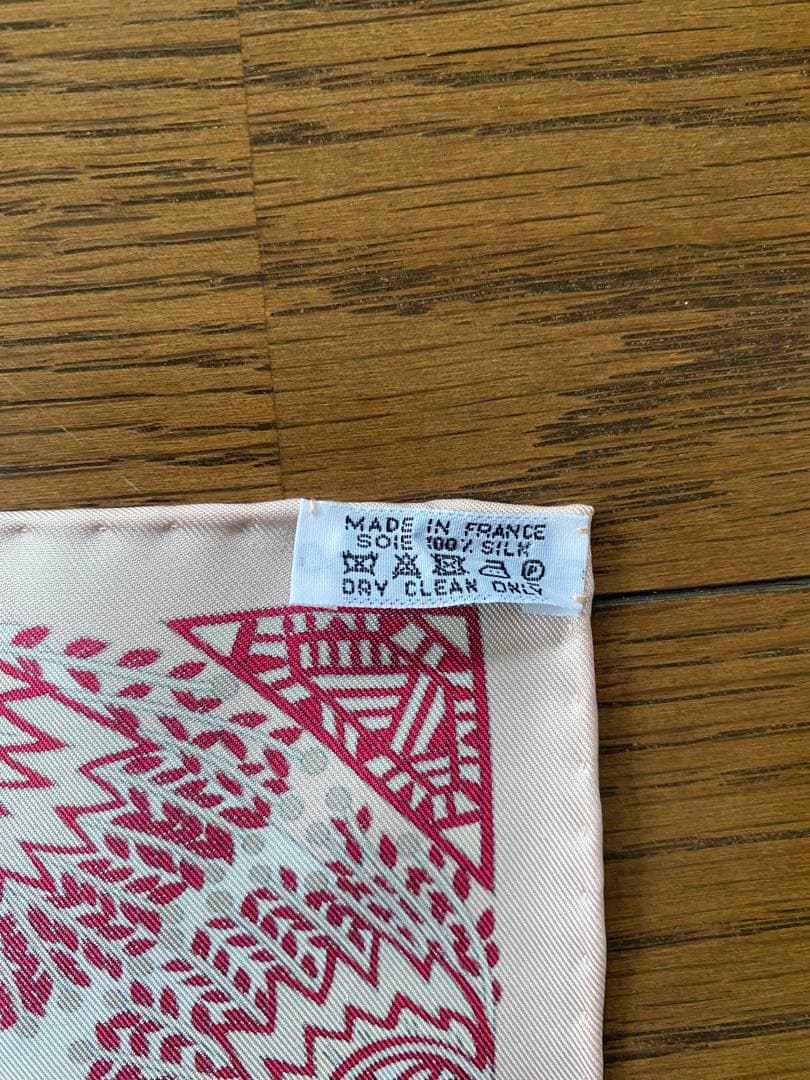 MADE IN FRANCE
SOIE 100% SILK
P
DRY CLEAN ONLY